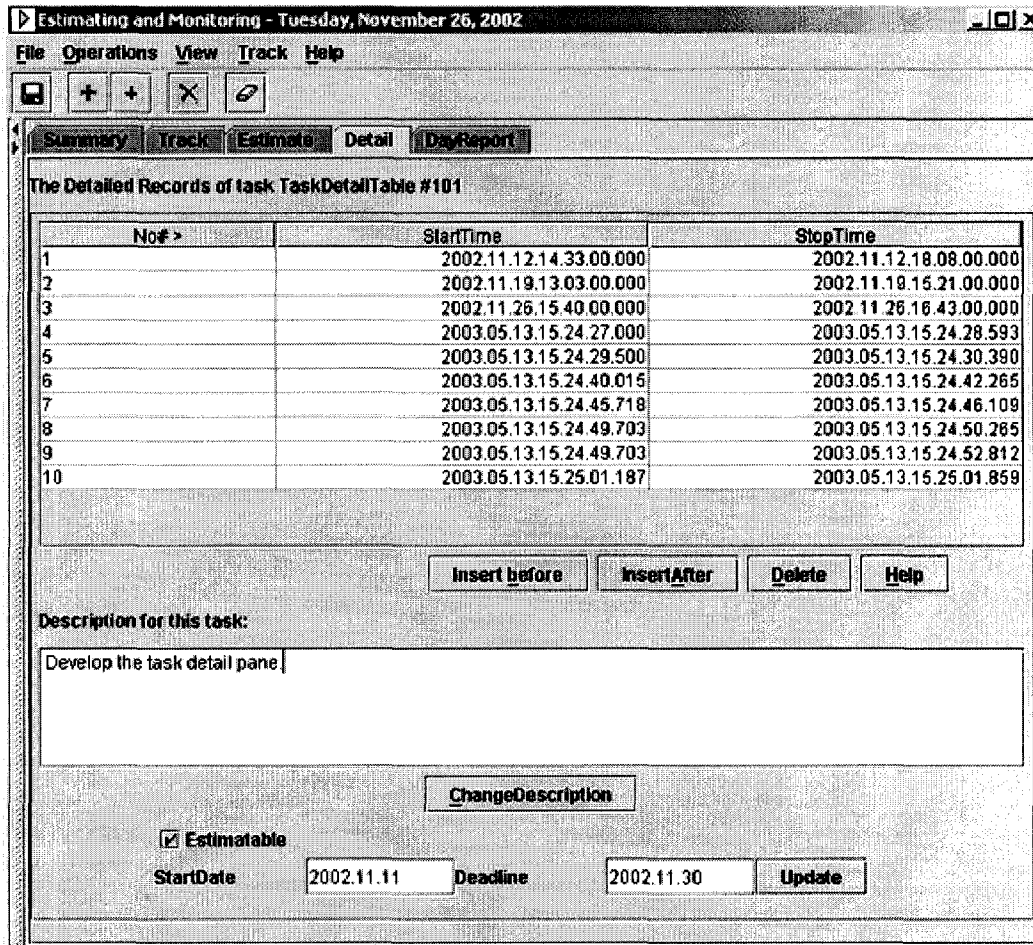 Estimating and Monitoring - Tuesday, November 26, 2002
File Operations View Track Help
Summary Track Estimate Detail DayReport
The Detailed Records of task TaskDetailTable #101
No# > StartTime StopTime
1 2002.11.12.14.33.00.000 2002.11.12.18.08.00.000
2 2002.11.19.13.03.00.000 2002.11.19.15.21.00.000
3 2002.11.26.15.40.00.000 2002.11.26.16.43.00.000
4 2003.05.13.15.24.27.000 2003.05.13.15.24.28.593
5 2003.05.13.15.24.29.500 2003.05.13.15.24.30.390
6 2003.05.13.15.24.40.015 2003.05.13.15.24.42.265
7 2003.05.13.15.24.45.718 2003.05.13.15.24.46.109
8 2003.05.13.15.24.49.703 2003.05.13.15.24.50.265
9 2003.05.13.15.24.49.703 2003.05.13.15.24.52.812
10 2003.05.13.15.25.01.187 2003.05.13.15.25.01.859
Insert before InsertAfter Delete Help
Description for this task:
Develop the task detail pane.
ChangeDescription
Estimatable
StartDate 2002.11.11 Deadline 2002.11.30 Update